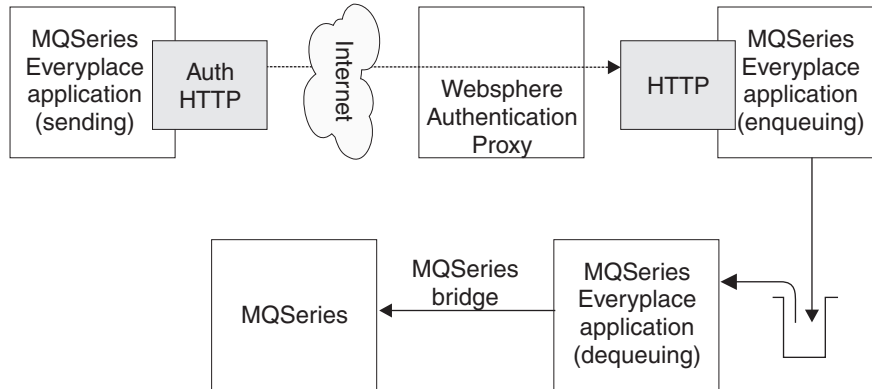 MQSeries
Everyplace
application
(sending)
Auth
HTTP
Internet
Websphere
Authentication
Proxy
HTTP
MQSeries
Everyplace
application
(enqueuing)
MQSeries
MQSeries
bridge
MQSeries
Everyplace
application
(dequeuing)